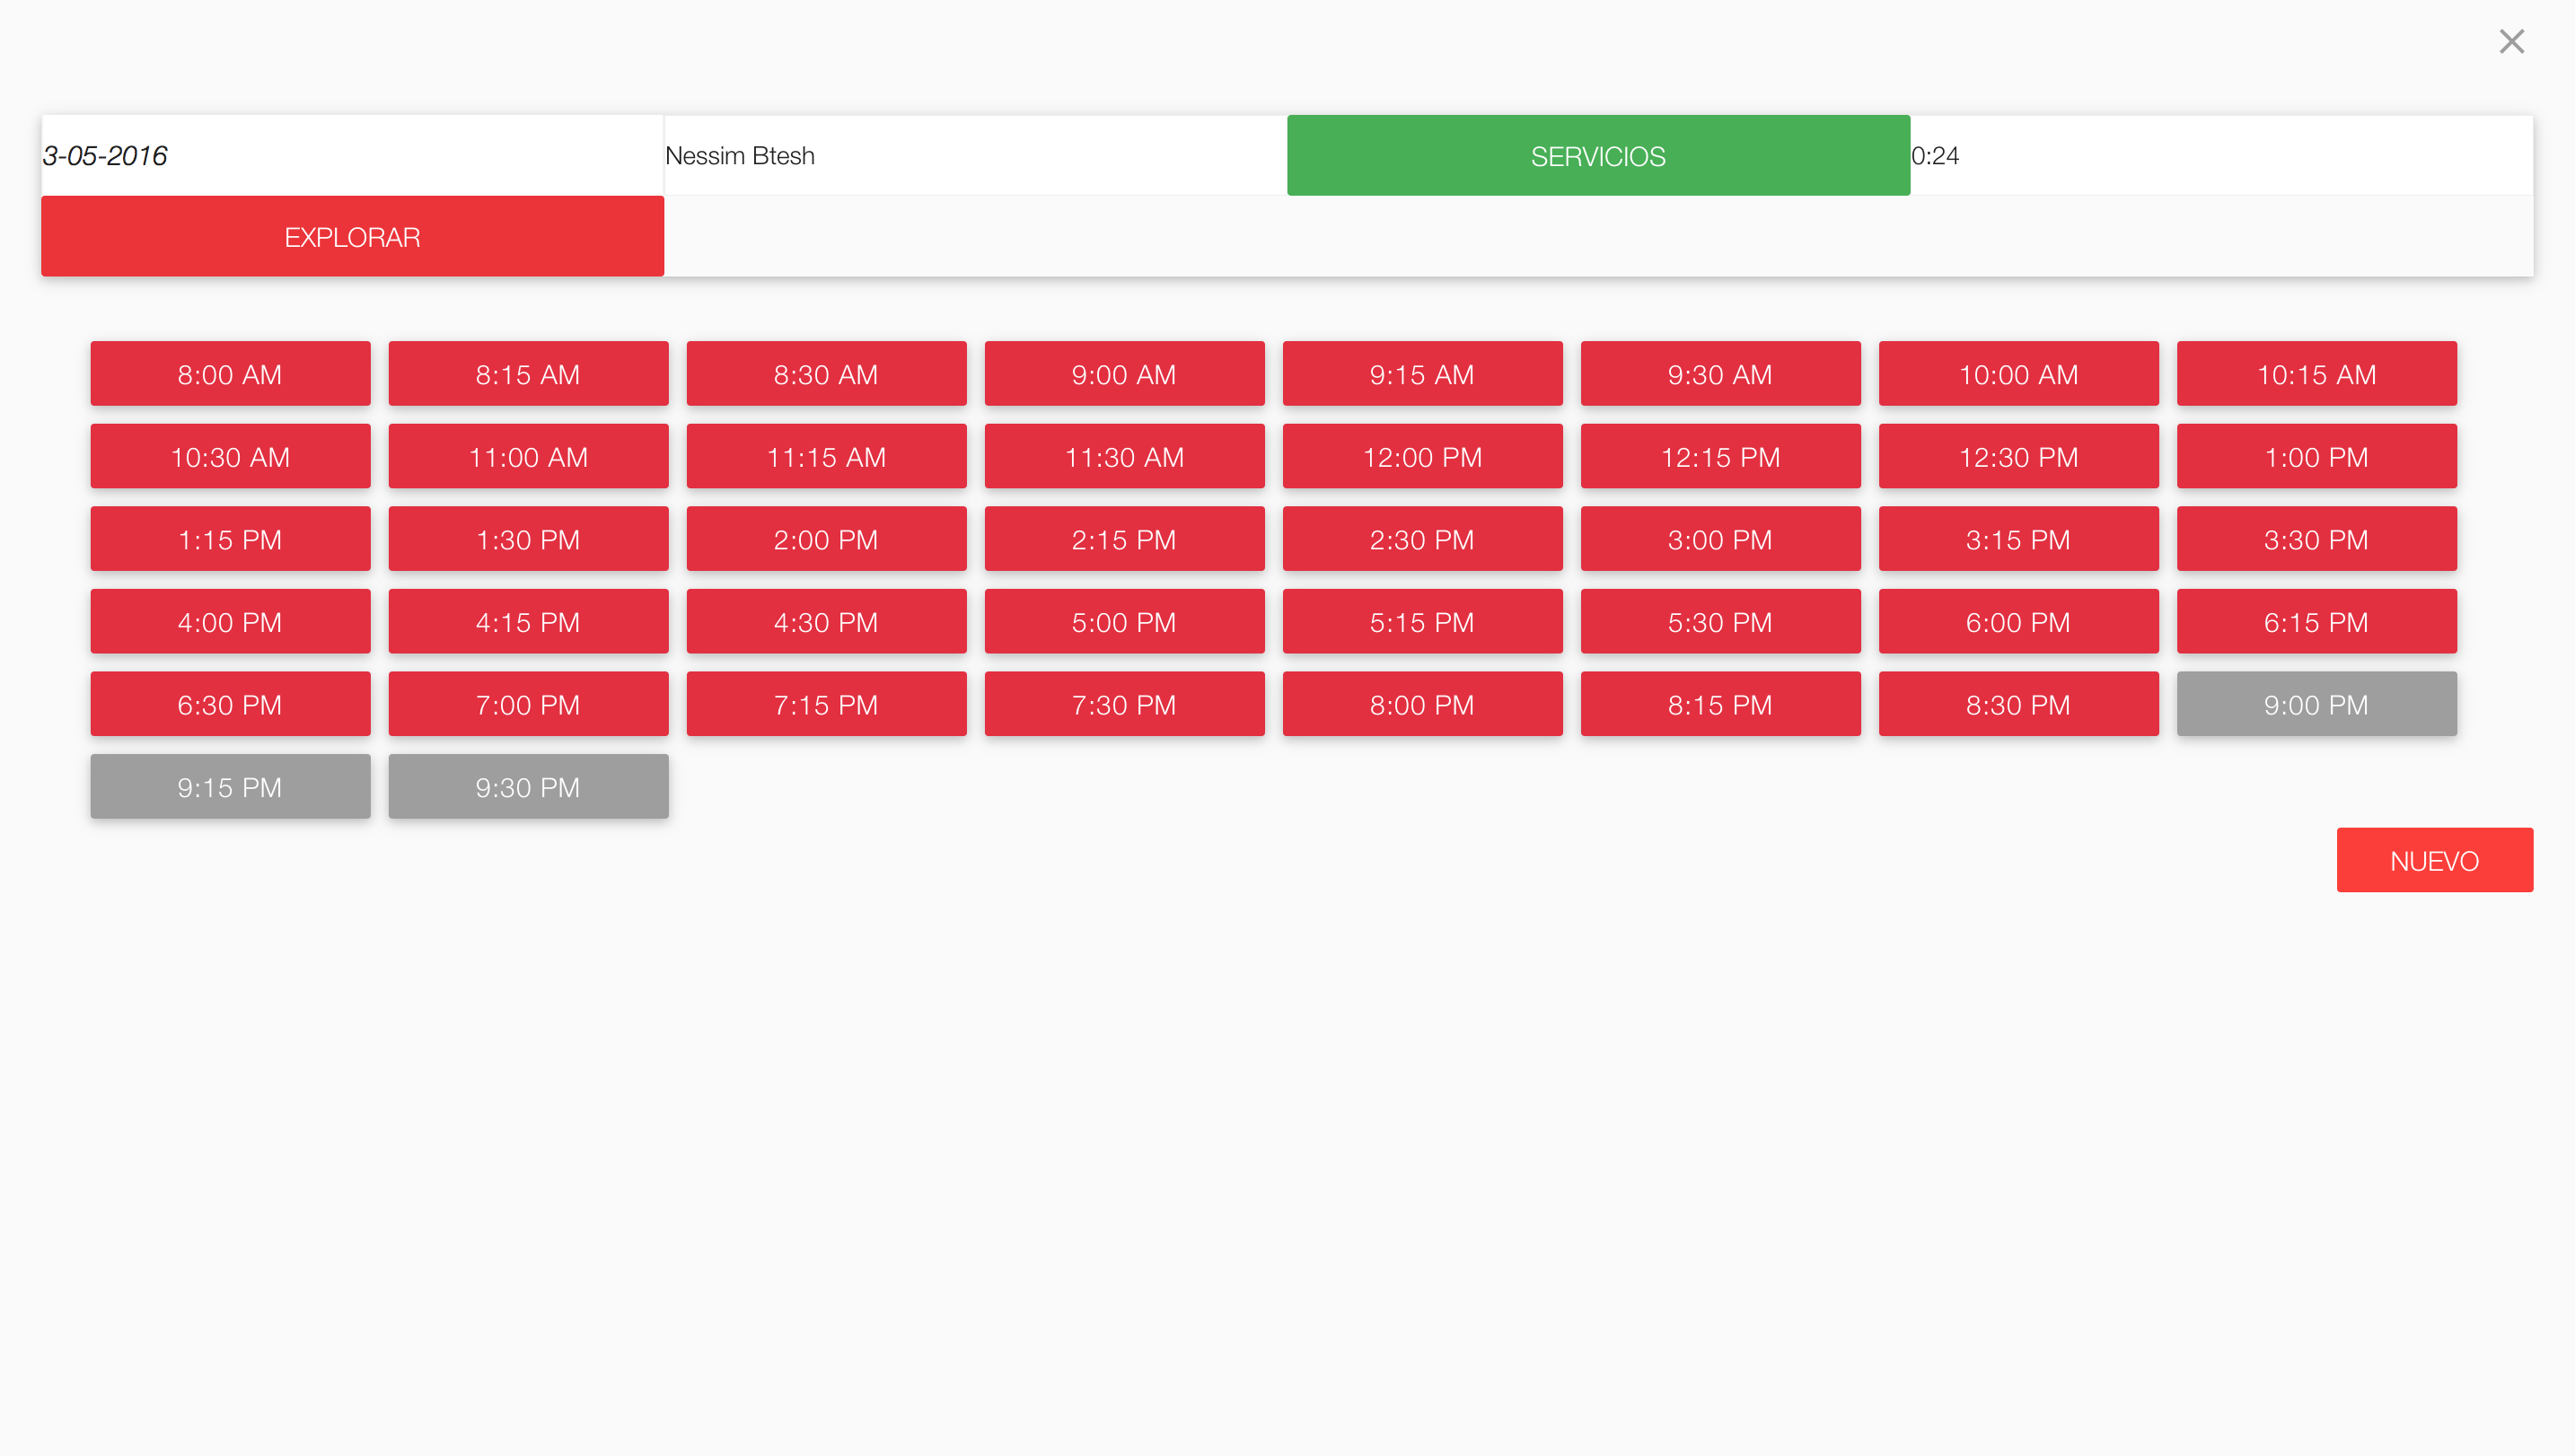 3-05-2016 Nessim Btesh SERVICIOS 0:24
EXPLORAR
8:00 AM 8:15 AM 8:30 AM 9:00 AM 9:15 AM 9:30 AM 10:00 AM 10:15 AM
10:30 AM 11:00 AM 11:15 AM 11:30 AM 12:00 PM 12:15 PM 12:30 PM 1:00 PM
1:15 PM 1:30 PM 2:00 PM 2:15 PM 2:30 PM 3:00 PM 3:15 PM 3:30 PM
4:00 PM 4:15 PM 4:30 PM 5:00 PM 5:15 PM 5:30 PM 6:00 PM 6:15 PM
6:30 PM 7:00 PM 7:15 PM 7:30 PM 8:00 PM 8:15 PM 8:30 PM 9:00 PM
9:15 PM 9:30 PM
NUEVO